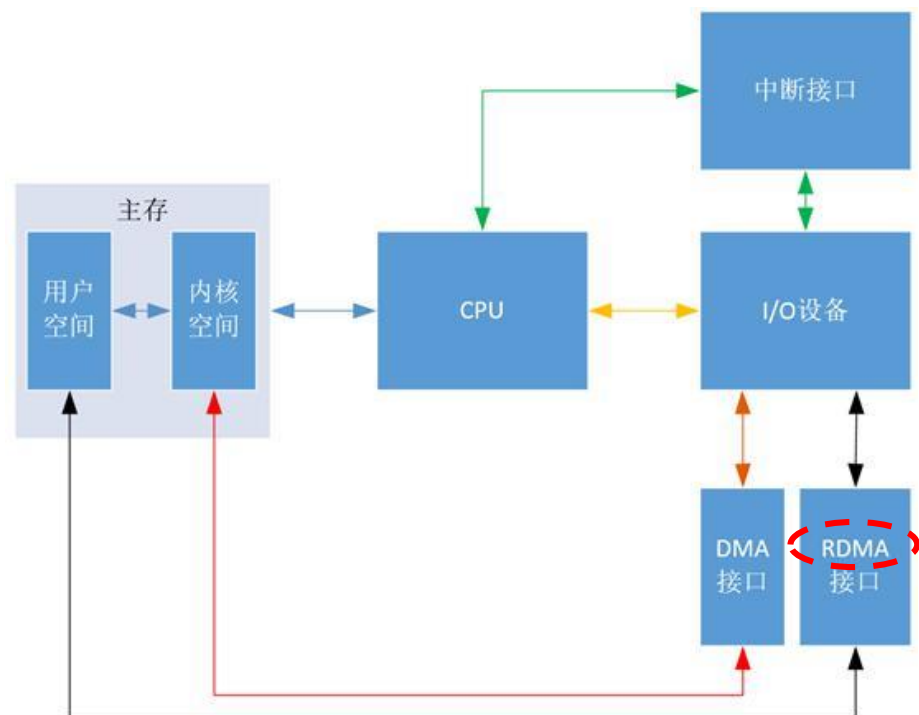 中断接口
主存
用户
空间
内核
空间
CPU
I/O设备
DMA
接口
RDMA
接口